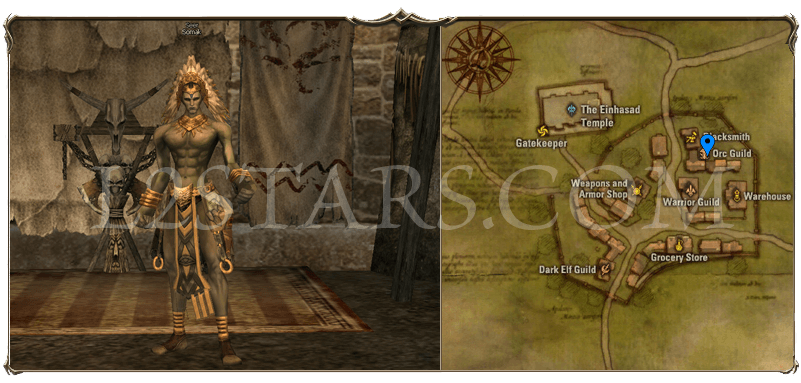 Somak
L2STARS.COM
The Einhasad
Temple
Gatekeeper
Blacksmith
Orc Guild
Weapons and
Armor Shop
Warrior Guild
Warehouse
Grocery Store
Dark Elf Guild